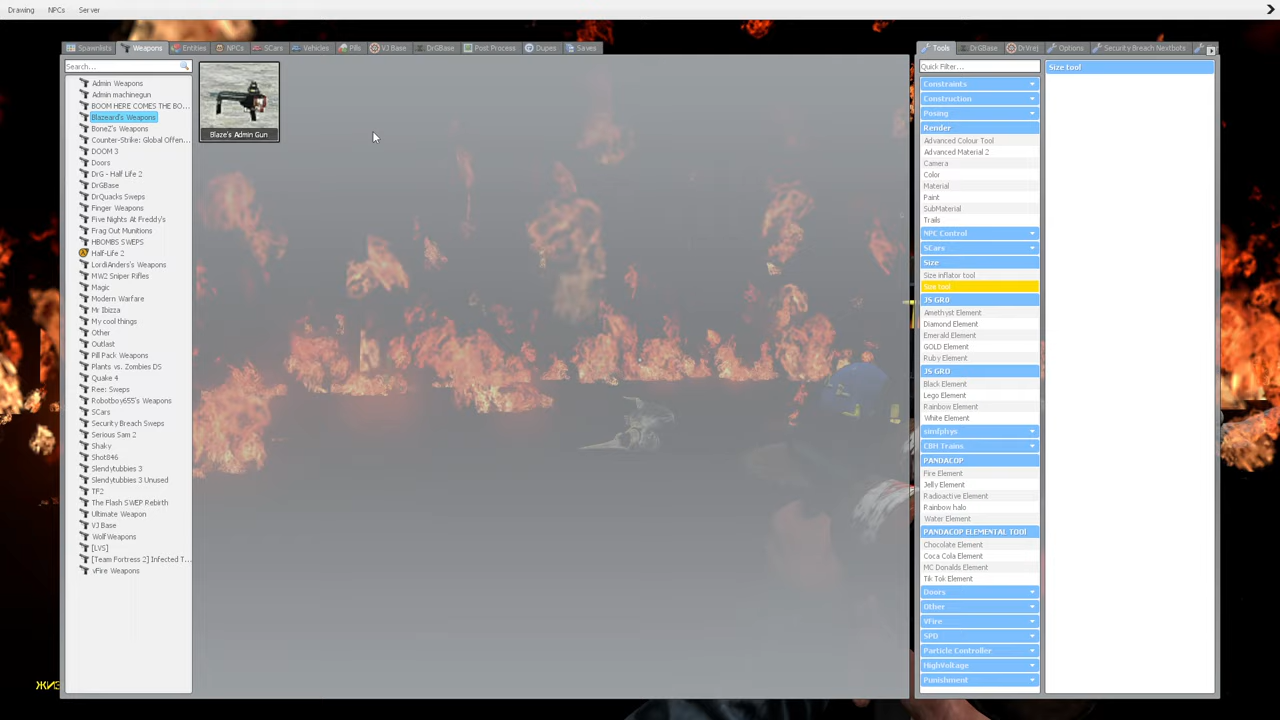 Drawing NPCs Server
Spawnlists Weapons Entities NPCs SCars Vehicles Pills VJ Base DrGBase Post Process Dupes Saves
Search...
Admin Weapons
Admin machinegun
BOOM HERE COMES THE BO...
Blazeard's Weapons
BoneZ's Weapons
Counter-Strike: Global Offen...
DOOM 3
Doors
DrG - Half Life 2
DrGBase
DrQuacks Sweps
Finger Weapons
Five Nights At Freddy's
Frag Out Munitions
HBOMBS SWEPS
Half-Life 2
LordiAnders's Weapons
MW2 Sniper Rifles
Magic
Modern Warfare
Mr Ibizza
My cool things
Other
Outlast
Pill Pack Weapons
Plants vs. Zombies DS
Quake 4
Ree: Sweps
Robotboy655's Weapons
SCars
Security Breach Sweps
Serious Sam 2
Shaky
Shot846
Slendytubbies 3
Slendytubbies 3 Unused
TF2
The Flash SWEP Rebirth
Ultimate Weapon
VJ Base
Wolf Weapons
[LVS]
[Team Fortress 2] Infected T...
vFire Weapons
Blaze's Admin Gun
Tools DrGBase DrVrej Options Security Breach Nextbots
Quick Filter...
Constraints
Construction
Posing
Render
Advanced Colour Tool
Advanced Material 2
Camera
Color
Material
Paint
SubMaterial
Trails
NPC Control
SCars
Size
Size inflator tool
Size tool
JS GRO
Amethyst Element
Diamond Element
Emerald Element
GOLD Element
Ruby Element
JS GRO
Black Element
Lego Element
Rainbow Element
White Element
simfphys
CBH Trains
PANDACOP
Fire Element
Jelly Element
Radioactive Element
Rainbow halo
Water Element
PANDACOP ELEMENTAL TOOl
Chocolate Element
Coca Cola Element
MC Donalds Element
Tik Tok Element
Doors
Other
VFire
SPD
Particle Controller
HighVoltage
Punishment
Size tool